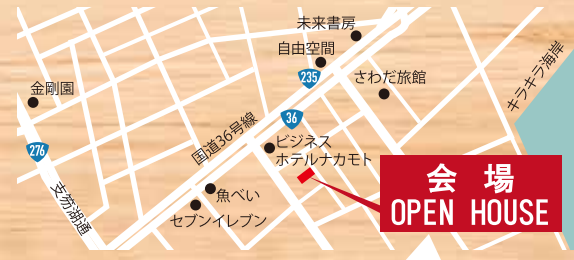 未来書房
自由空間
235
さわだ旅館
キラキラ海岸
金剛園
36
国道36号線
276
ビジネス
ホテルナカモト
支笏湖通
魚べい
セブンイレブン
会場
OPEN HOUSE